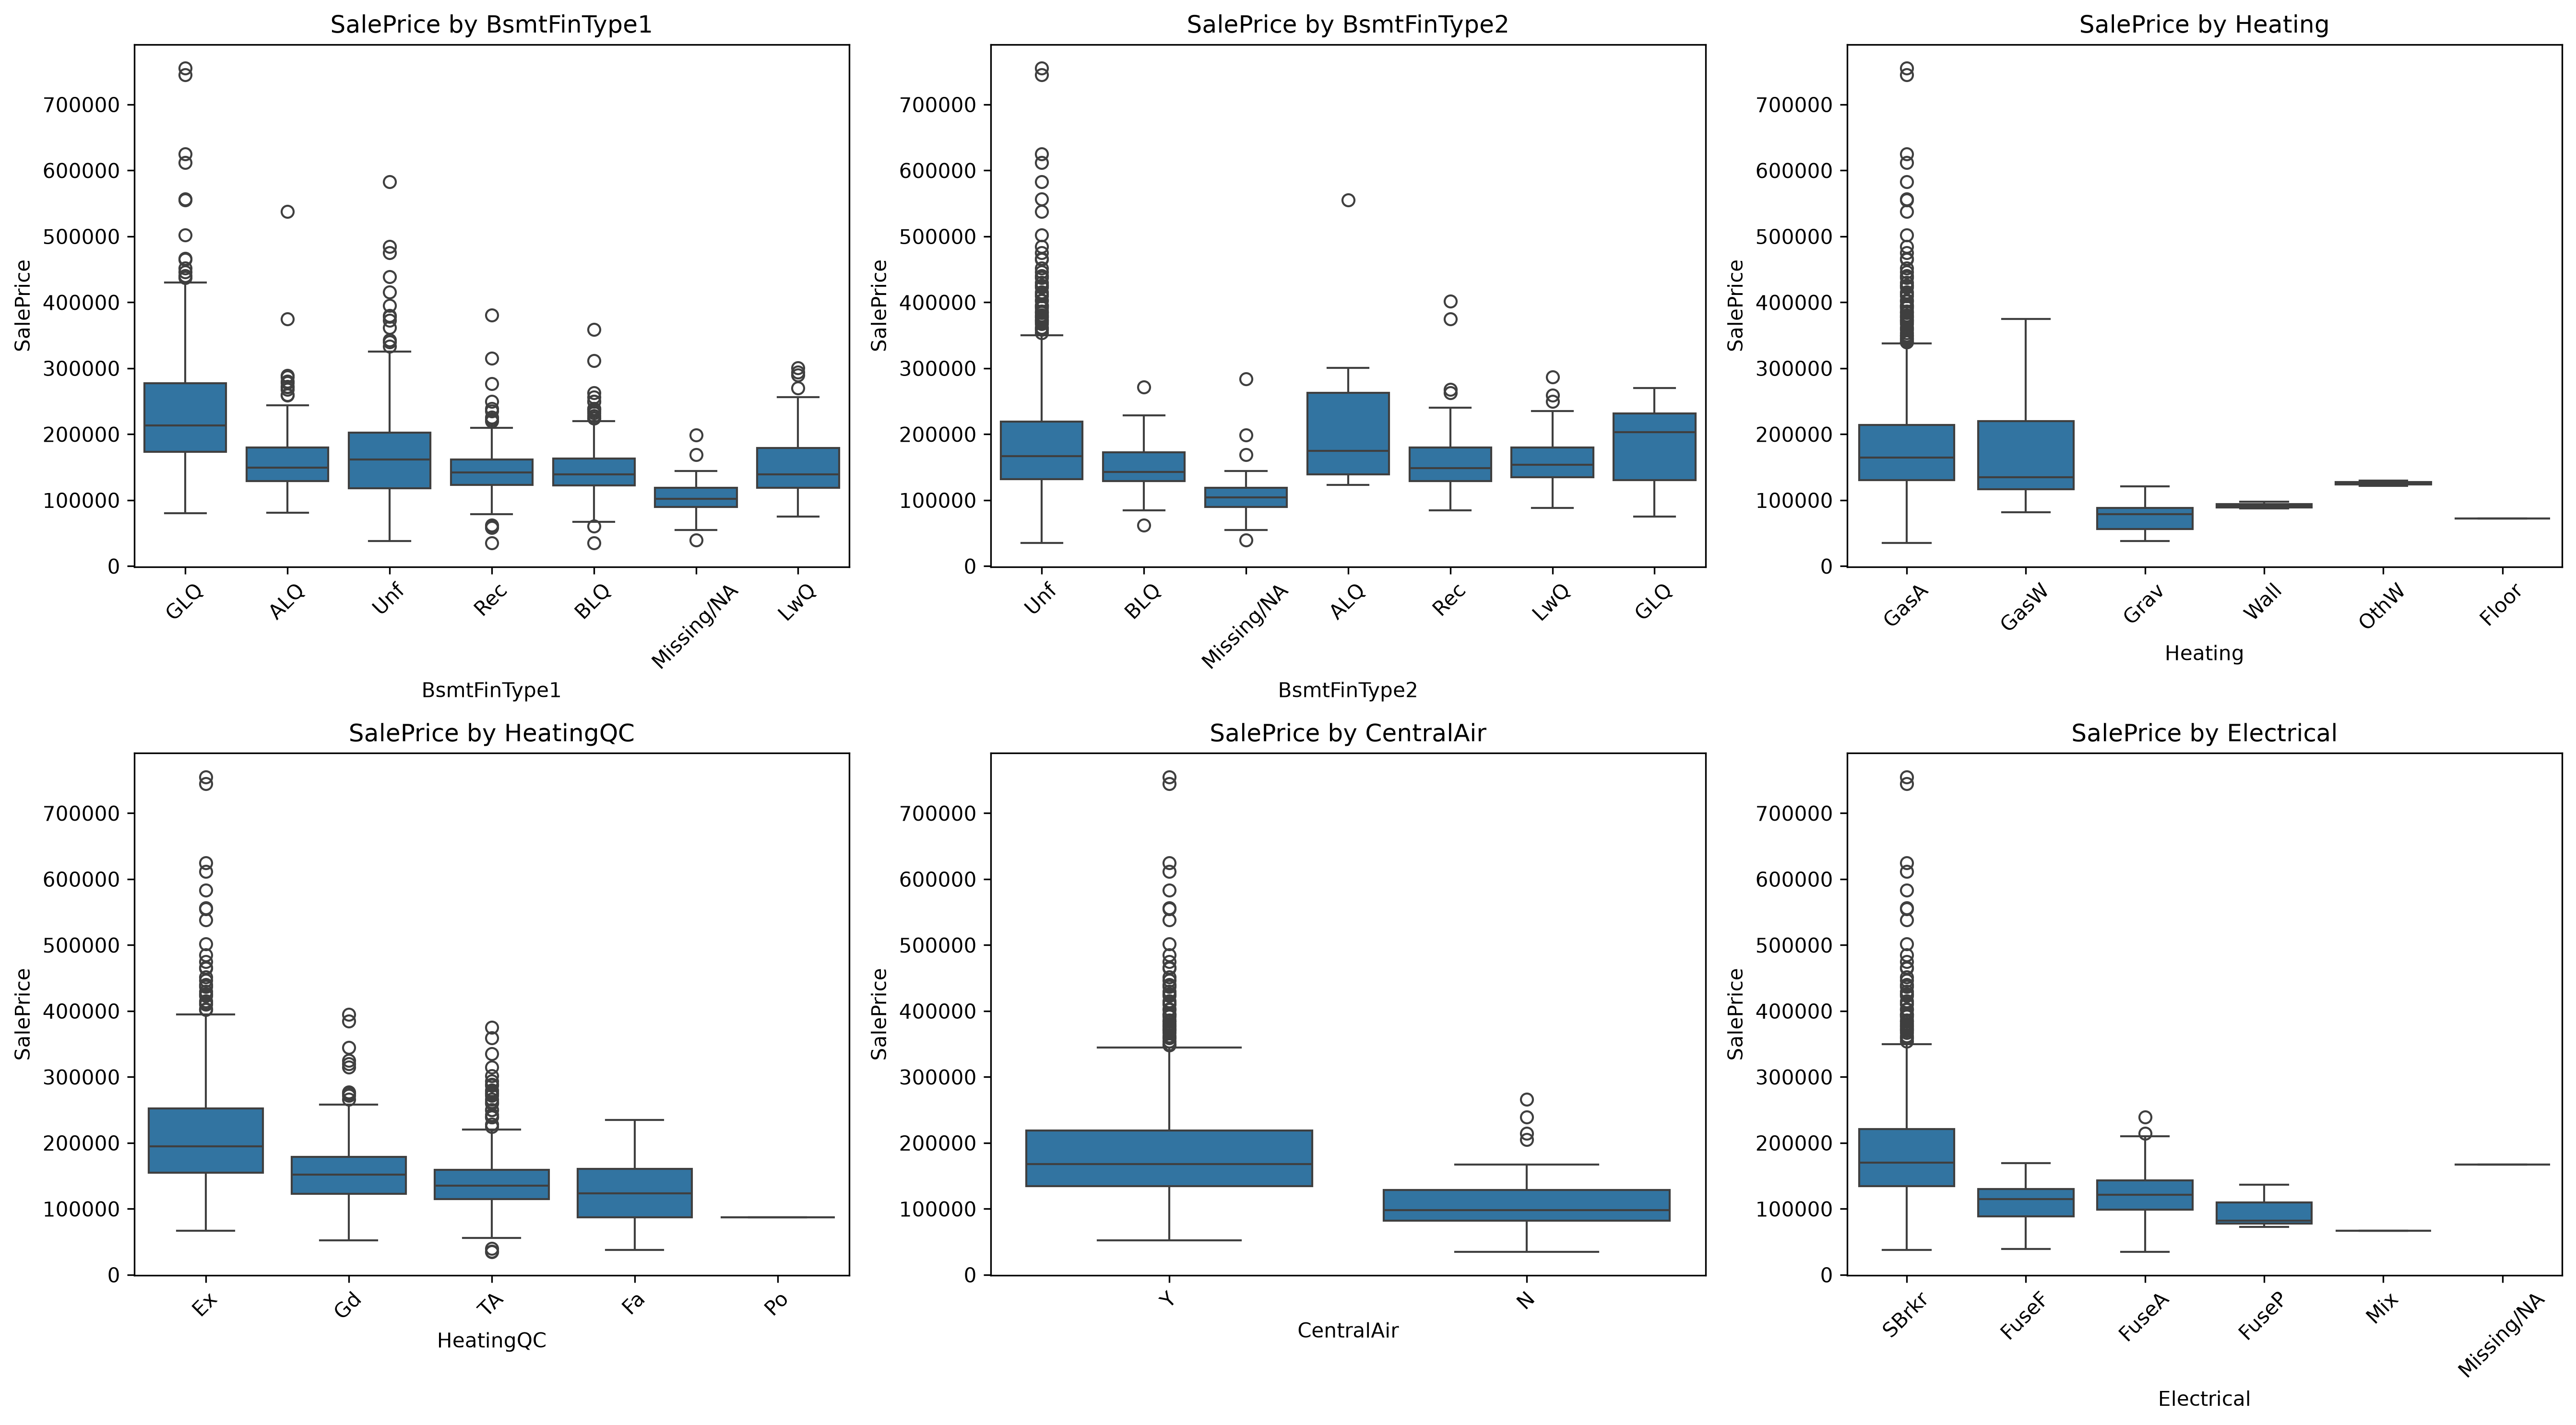 SalePrice by BsmtFinType1
SalePrice
700000
600000
500000
400000
300000
200000
100000
0
GLQ
ALQ
Unf
Rec
BLQ
Missing/NA
LwQ
BsmtFinType1
SalePrice by BsmtFinType2
SalePrice
700000
600000
500000
400000
300000
200000
100000
0
Unf
BLQ
Missing/NA
ALQ
Rec
LwQ
GLQ
BsmtFinType2
SalePrice by Heating
SalePrice
700000
600000
500000
400000
300000
200000
100000
0
GasA
GasW
Grav
Wall
OthW
Floor
Heating
SalePrice by HeatingQC
SalePrice
700000
600000
500000
400000
300000
200000
100000
0
Ex
Gd
TA
Fa
Po
HeatingQC
SalePrice by CentralAir
SalePrice
700000
600000
500000
400000
300000
200000
100000
0
Y
N
CentralAir
SalePrice by Electrical
SalePrice
700000
600000
500000
400000
300000
200000
100000
0
SBrkr
FuseF
FuseA
FuseP
Mix
Missing/NA
Electrical